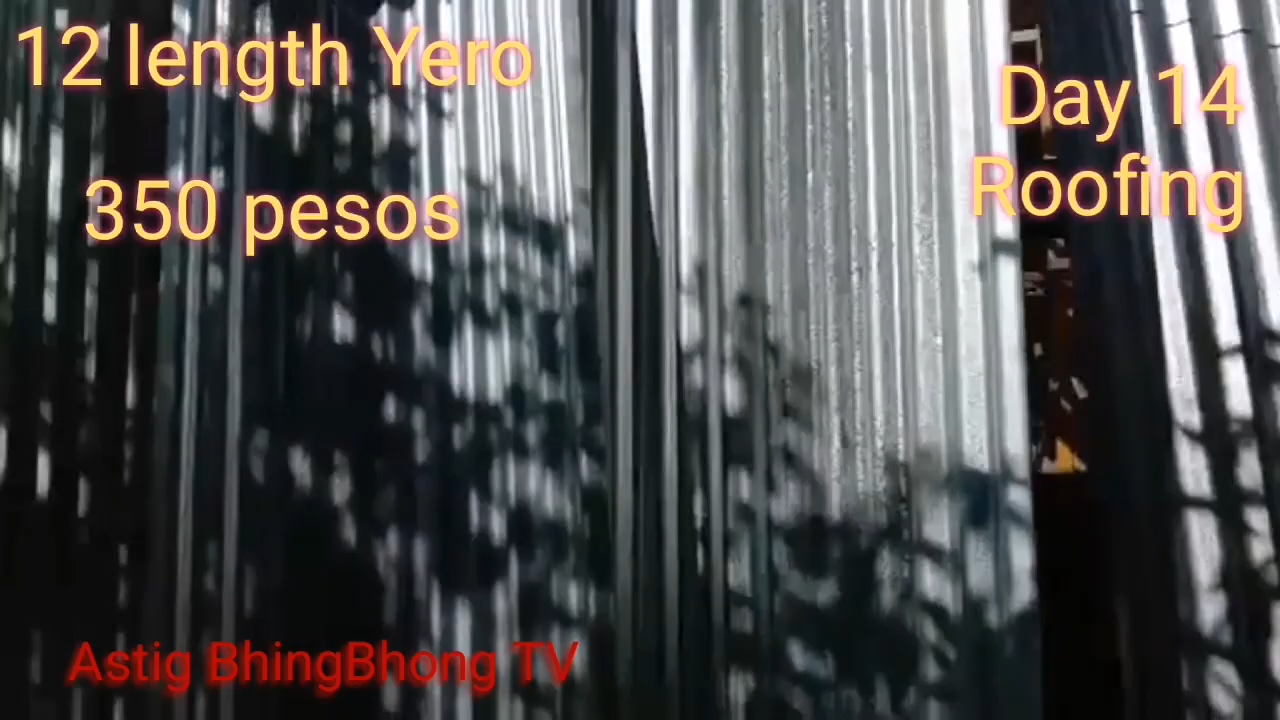 12 length Yero
350 pesos
Day 14
Roofing
Astig BhingBhong TV